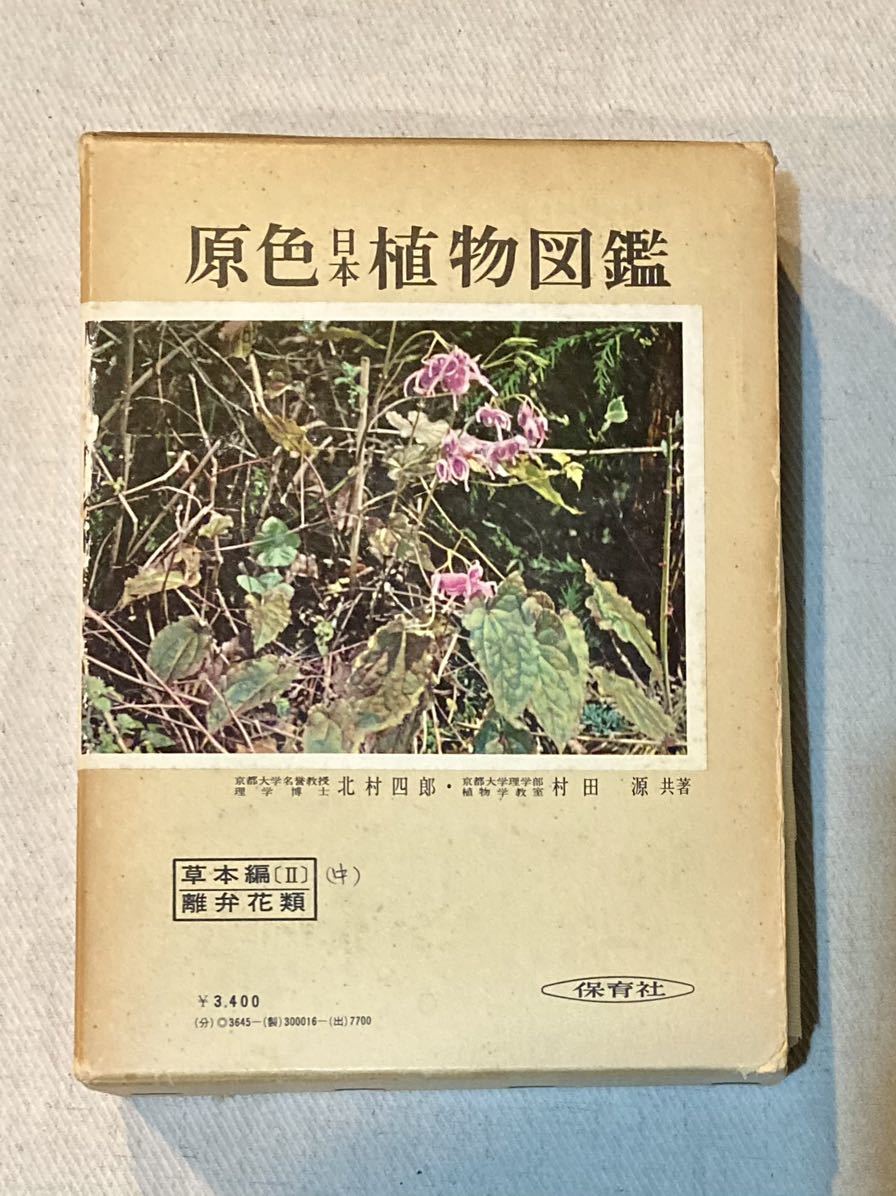 原色日本植物図鑑
京都大学名誉教授 理学博士 北村四郎・京都大学理学部 植物学教室 村田 源 共著
草本編〔II〕(中)
離弁花類
¥3,400
保育社
(分)◎3645-(製)300016-(出)7700